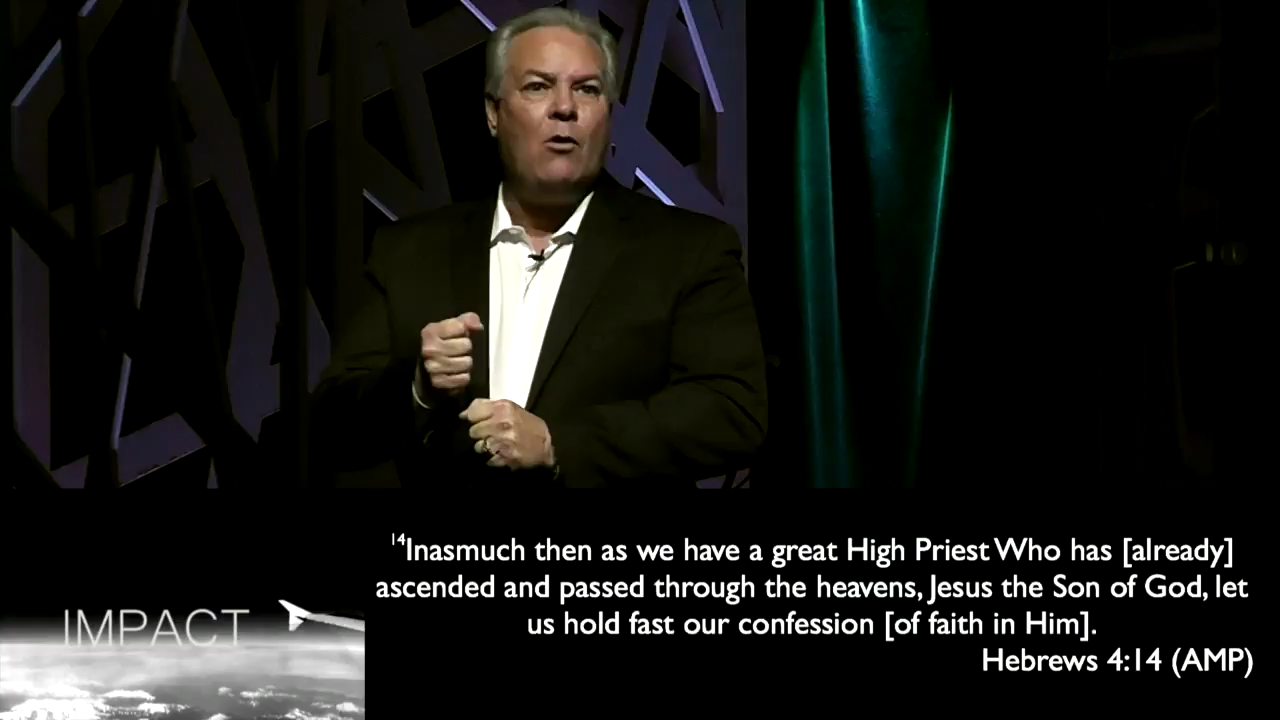 IMPACT
14Inasmuch then as we have a great High Priest Who has [already]
ascended and passed through the heavens, Jesus the Son of God, let
us hold fast our confession [of faith in Him].
Hebrews 4:14 (AMP)